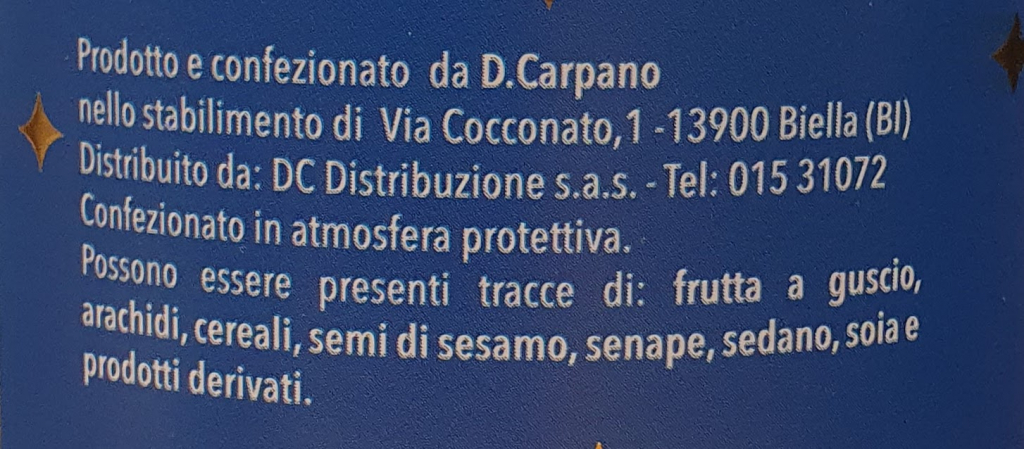 Prodotto e confezionato da D.Carpano
nello stabilimento di Via Cocconato,1 -13900 Biella (BI)
Distribuito da: DC Distribuzione s.a.s. - Tel: 015 31072
Confezionato in atmosfera protettiva.
Possono essere presenti tracce di: frutta a guscio,
arachidi, cereali, semi di sesamo, senape, sedano, soia e
prodotti derivati.